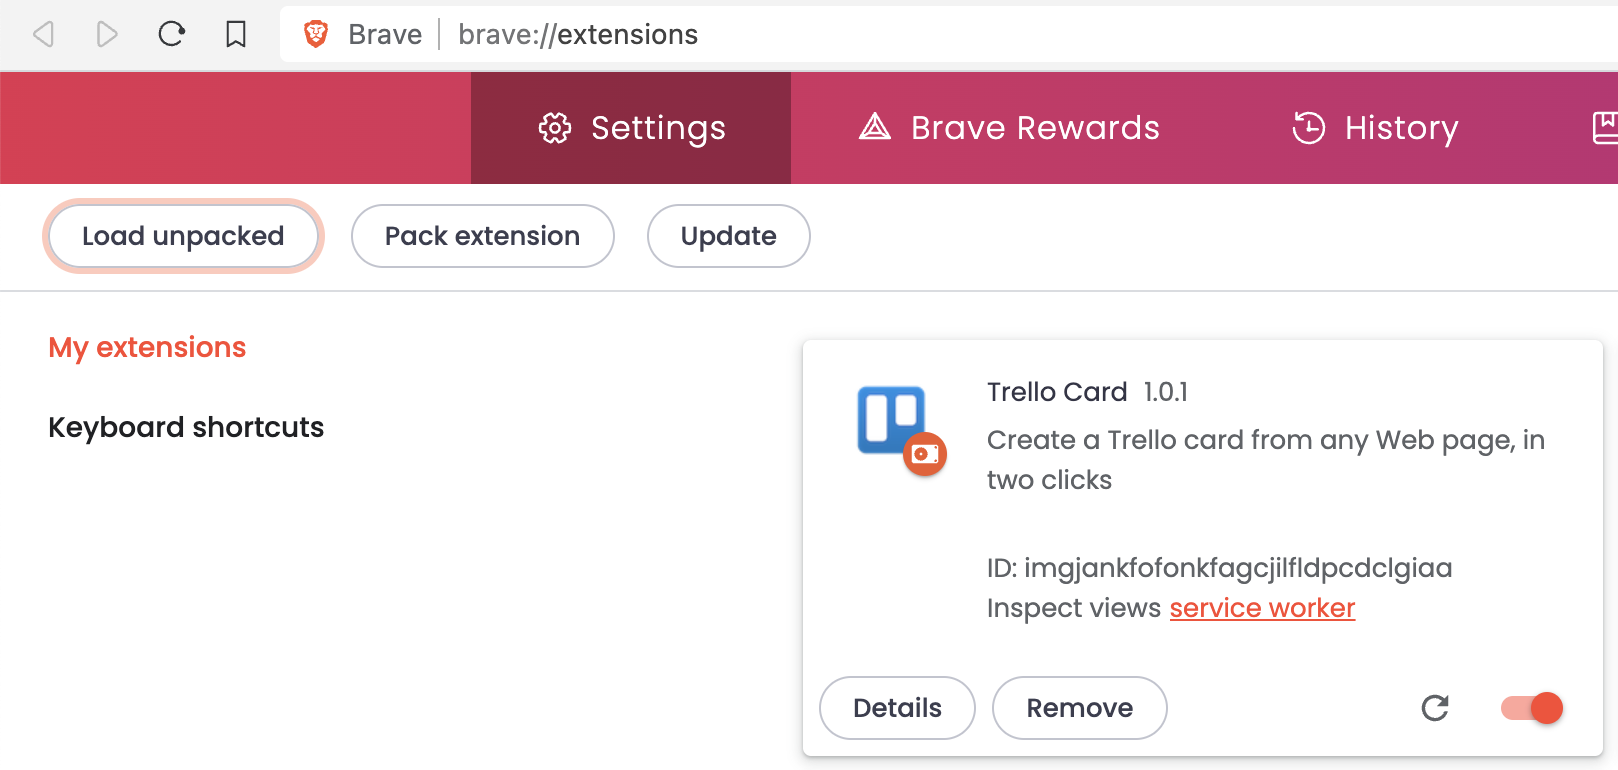 Brave brave://extensions
Settings Brave Rewards History
Load unpacked Pack extension Update
My extensions
Keyboard shortcuts
Trello Card 1.0.1
Create a Trello card from any Web page, in
two clicks
ID: imgjankfofonkfagcjilfldpcdclgiaa
Inspect views service worker
Details Remove